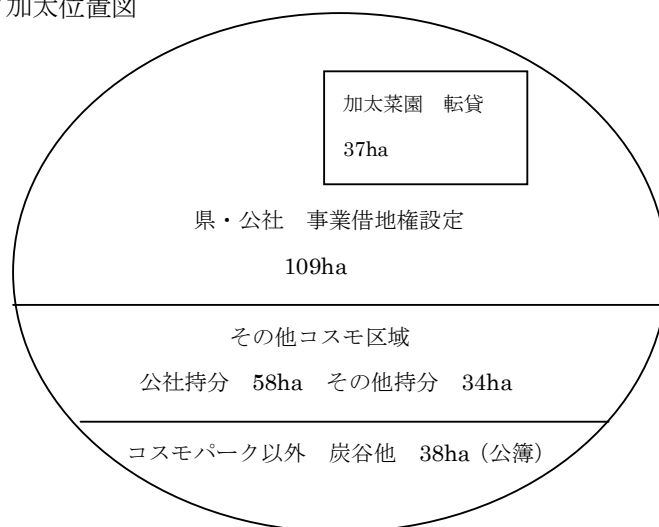 加太位置図
加太菜園 転貸
37ha
県・公社 事業借地権設定
109ha
その他コスモ区域
公社持分 58ha その他持分 34ha
コスモパーク以外 炭谷他 38ha（公簿）